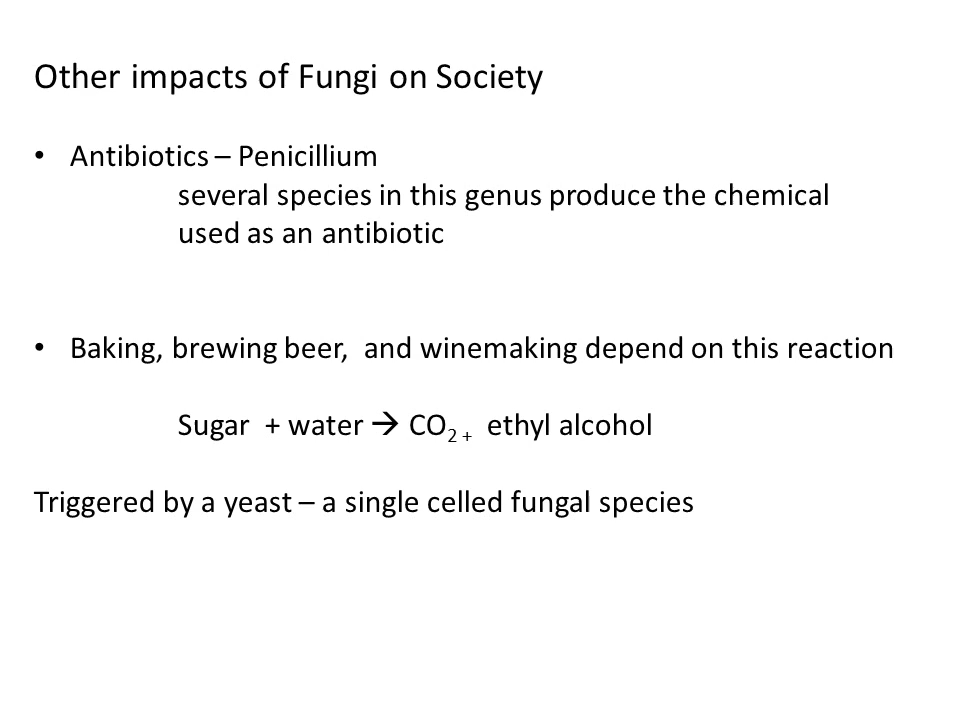 Other impacts of Fungi on Society
• Antibiotics – Penicillium
several species in this genus produce the chemical
used as an antibiotic
• Baking, brewing beer,  and winemaking depend on this reaction
Sugar  + water → CO₂ ₊  ethyl alcohol
Triggered by a yeast – a single celled fungal species